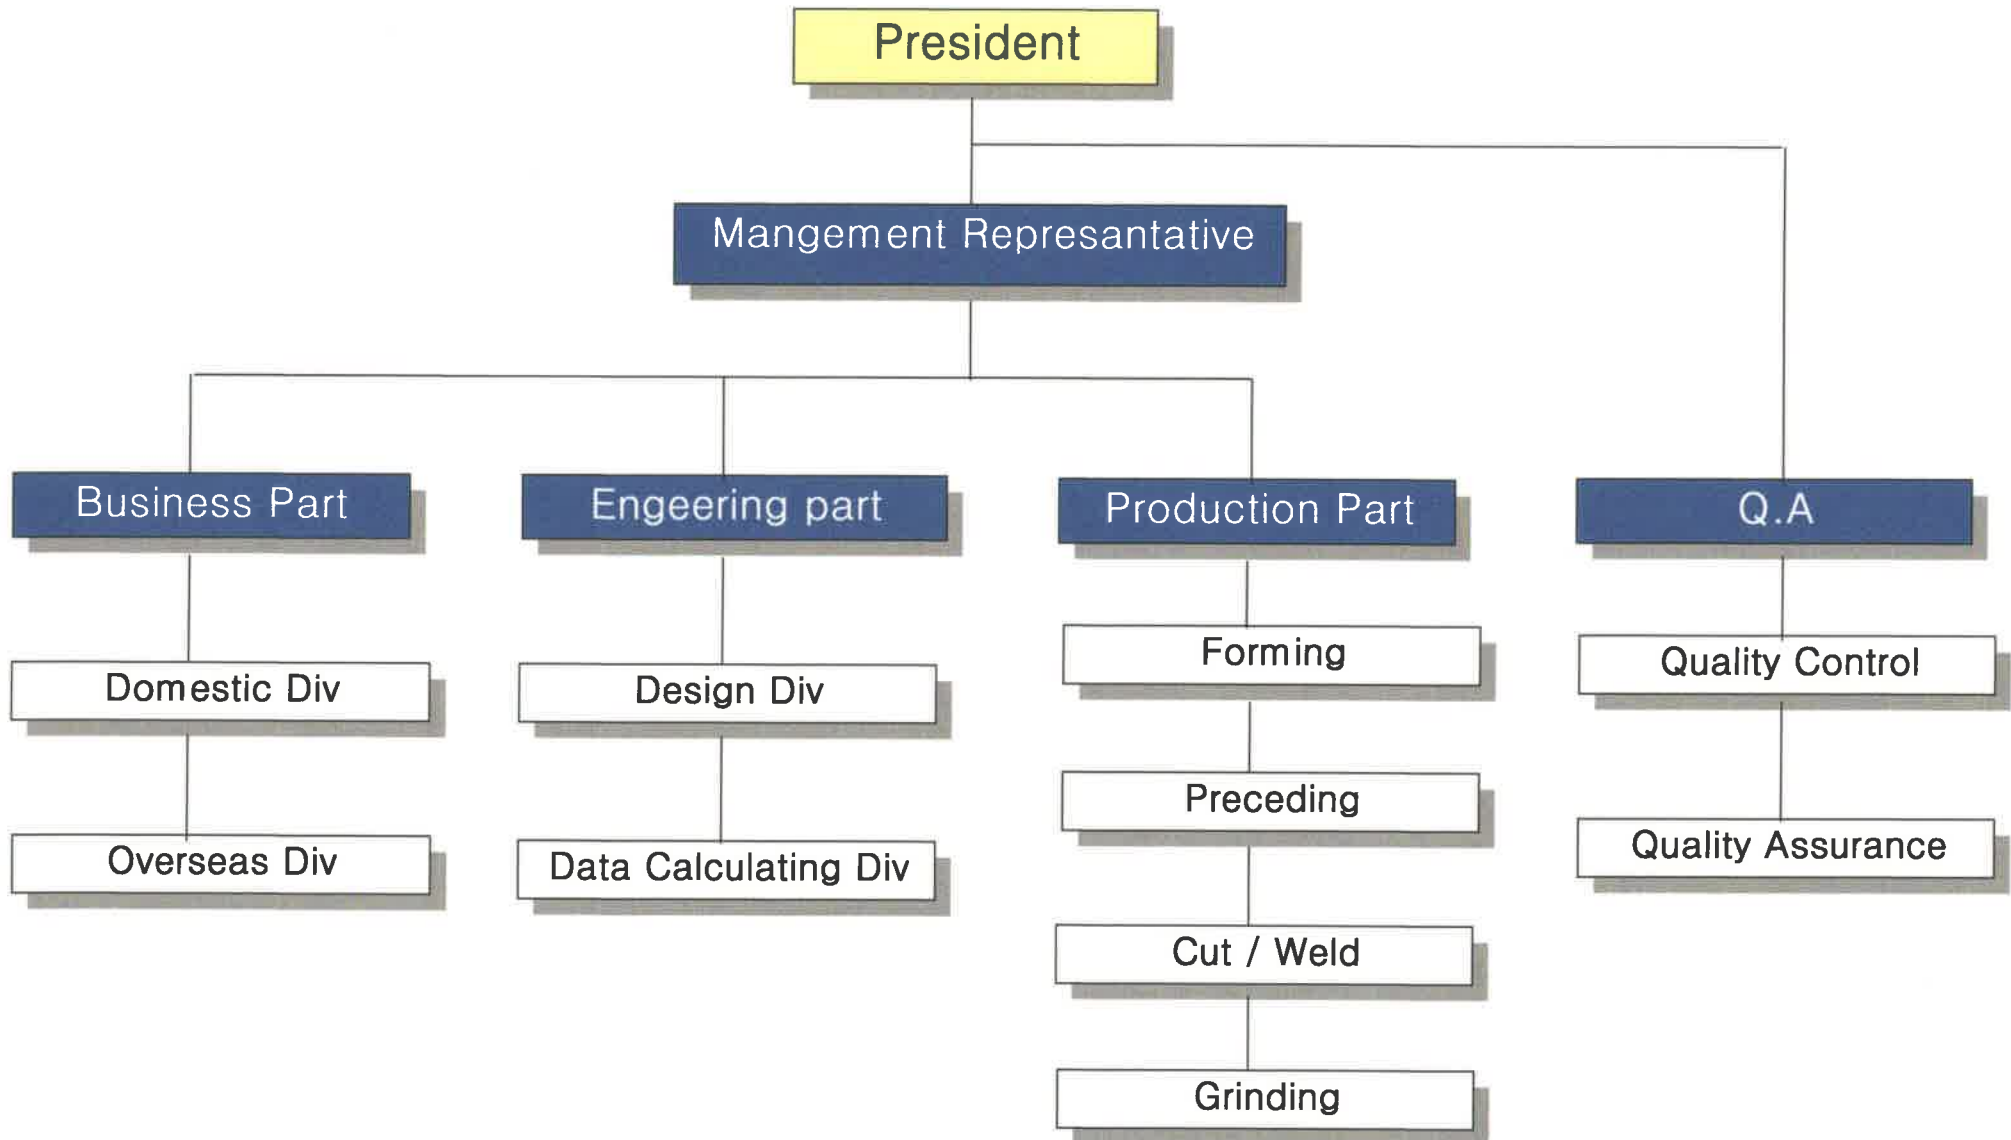 President
Mangement Represantative
Business Part
Engeering part
Production Part
Q.A
Domestic Div
Design Div
Forming
Quality Control
Preceding
Overseas Div
Data Calculating Div
Quality Assurance
Cut / Weld
Grinding